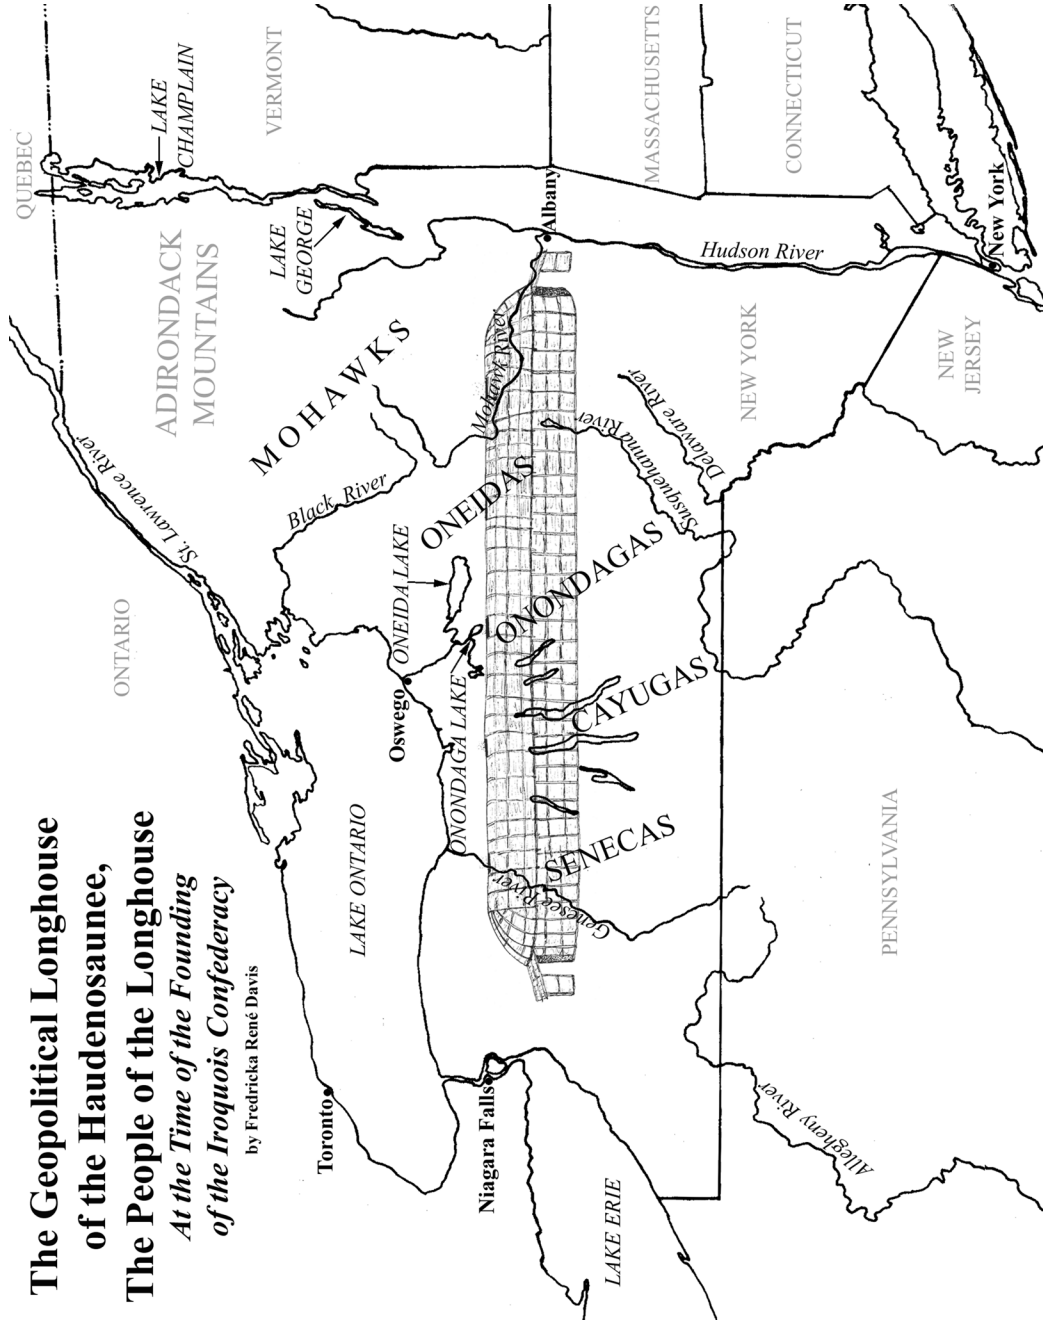 The Geopolitical Longhouse
of the Haudenosaunee,
The People of the Longhouse
At the Time of the Founding
of the Iroquois Confederacy
by Fredricka René Davis
QUEBEC
LAKE
CHAMPLAIN
VERMONT
ADIRONDACK
MOUNTAINS
LAKE
GEORGE
St. Lawrence River
ONTARIO
MOHAWKS
Black River
ONEIDA LAKE
ONEIDAS
Mohawk River
Albany
MASSACHUSETTS
CONNECTICUT
Hudson River
New York
NEW YORK
NEW
JERSEY
Delaware River
Susquehanna River
ONONDAGAS
Oswego
ONONDAGA LAKE
CAYUGAS
LAKE ONTARIO
SENECAS
Genesee River
Toronto
Niagara Falls
LAKE ERIE
PENNSYLVANIA
Allegheny River